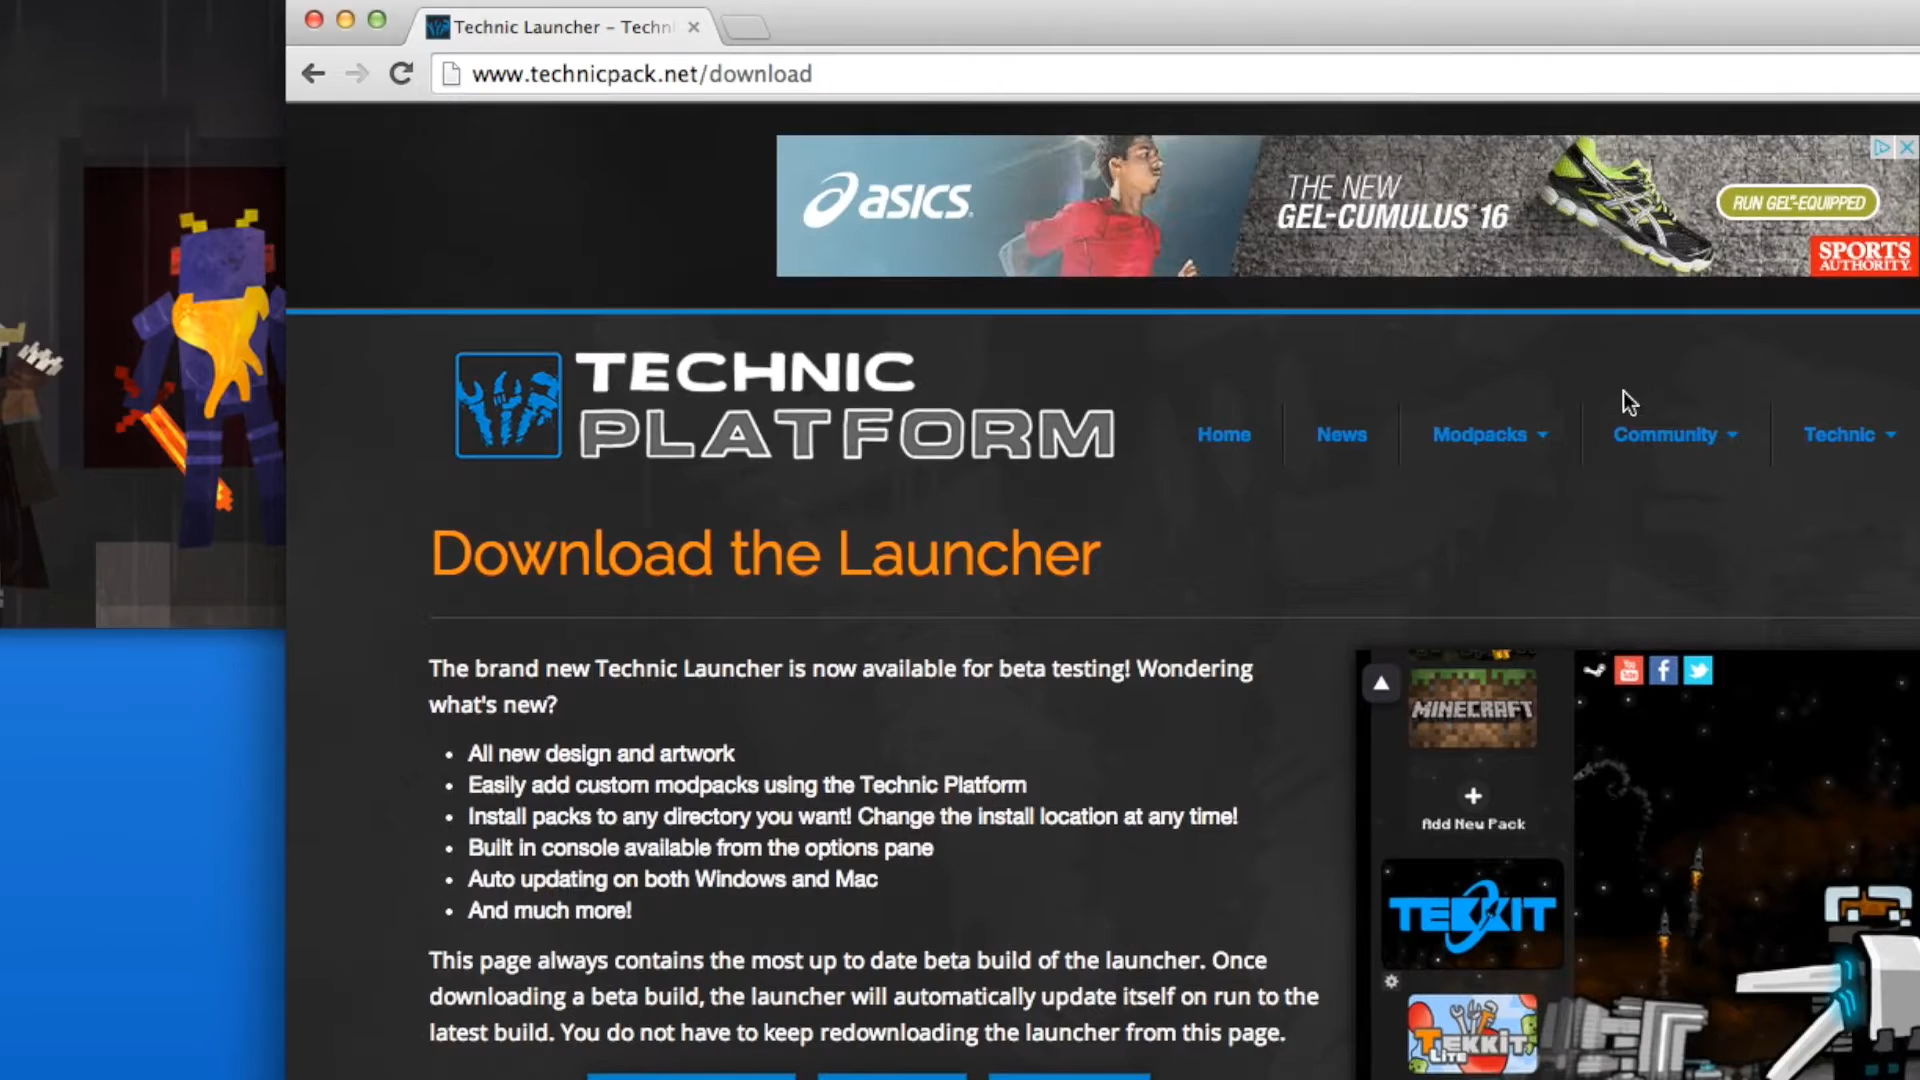 Technic Launcher – Techn
www.technicpack.net/download
asics
THE NEW
GEL-CUMULUS 16
RUN GEL-EQUIPPED
SPORTS
AUTHORITY
TECHNIC
PLATFORM
Home
News
Modpacks
Community
Technic
Download the Launcher
The brand new Technic Launcher is now available for beta testing! Wondering
what's new?
• All new design and artwork
• Easily add custom modpacks using the Technic Platform
• Install packs to any directory you want! Change the install location at any time!
• Built in console available from the options pane
• Auto updating on both Windows and Mac
• And much more!
This page always contains the most up to date beta build of the launcher. Once
downloading a beta build, the launcher will automatically update itself on run to the
latest build. You do not have to keep redownloading the launcher from this page.
You
Tube
MINECRAFT
Add New Pack
TEKKIT
TEKKIT
LITE